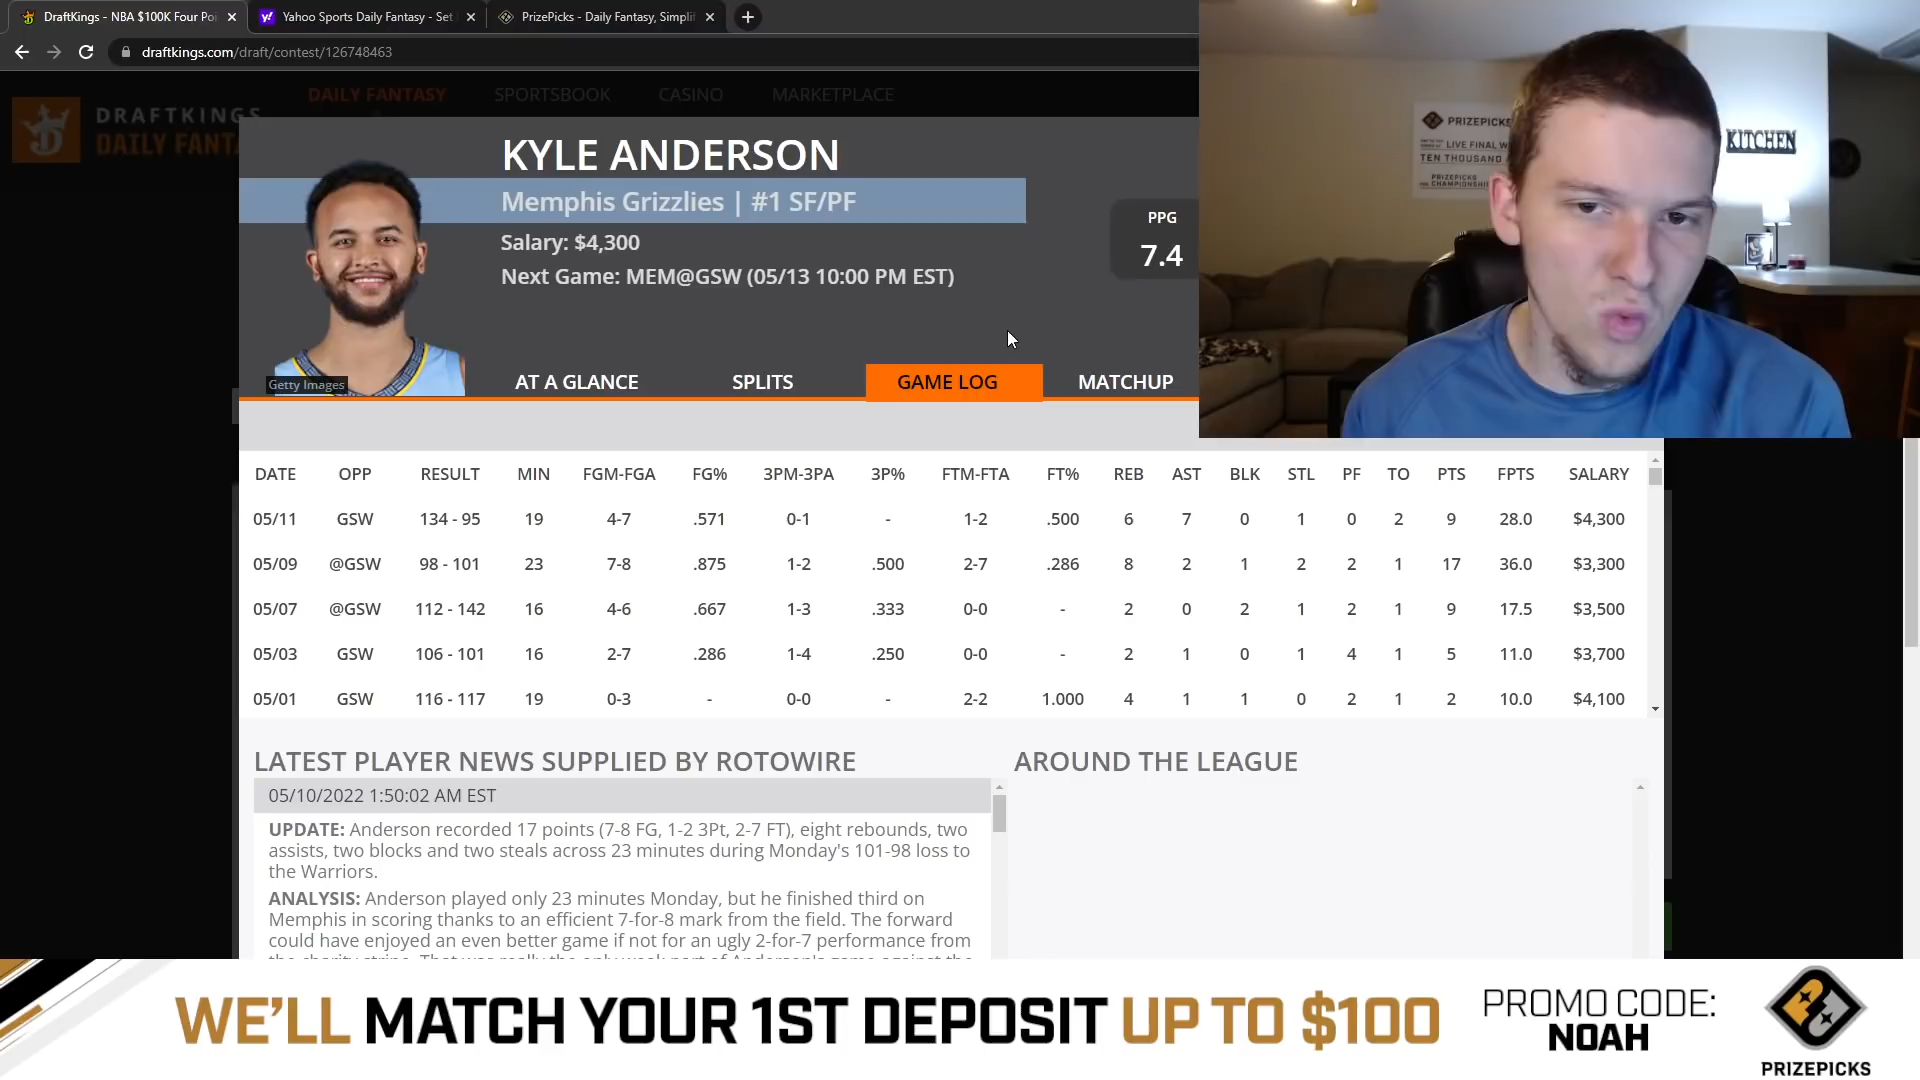 DraftKings - NBA $100K Four Poi
Yahoo Sports Daily Fantasy - Set
PrizePicks - Daily Fantasy, Simplif
draftkings.com/draft/contest/126748463
DAILY FANTASY SPORTSBOOK CASINO MARKETPLACE
DRAFTKINGS
DAILY FANTA
KYLE ANDERSON
Memphis Grizzlies | #1 SF/PF
Salary: $4,300
Next Game: MEM@GSW (05/13 10:00 PM EST)
PPG
7.4
Getty Images
AT A GLANCE SPLITS GAME LOG MATCHUP
PRIZEPICKS
LIVE FINAL W
TEN THOUSAND
PRIZEPICKS
KITCHEN
DATE OPP RESULT MIN FGM-FGA FG% 3PM-3PA 3P% FTM-FTA FT% REB AST BLK STL PF TO PTS FPTS SALARY
05/11 GSW 134 - 95 19 4-7 .571 0-1 - 1-2 .500 6 7 0 1 0 2 9 28.0 $4,300
05/09 @GSW 98 - 101 23 7-8 .875 1-2 .500 2-7 .286 8 2 1 2 2 1 17 36.0 $3,300
05/07 @GSW 112 - 142 16 4-6 .667 1-3 .333 0-0 - 2 0 2 1 2 1 9 17.5 $3,500
05/03 GSW 106 - 101 16 2-7 .286 1-4 .250 0-0 - 2 1 0 1 4 1 5 11.0 $3,700
05/01 GSW 116 - 117 19 0-3 - 0-0 - 2-2 1.000 4 1 1 0 2 1 2 10.0 $4,100
LATEST PLAYER NEWS SUPPLIED BY ROTOWIRE
05/10/2022 1:50:02 AM EST
UPDATE: Anderson recorded 17 points (7-8 FG, 1-2 3Pt, 2-7 FT), eight rebounds, two
assists, two blocks and two steals across 23 minutes during Monday's 101-98 loss to
the Warriors.
ANALYSIS: Anderson played only 23 minutes Monday, but he finished third on
Memphis in scoring thanks to an efficient 7-for-8 mark from the field. The forward
could have enjoyed an even better game if not for an ugly 2-for-7 performance from
AROUND THE LEAGUE
WE'LL MATCH YOUR 1ST DEPOSIT UP TO $100
PROMO CODE:
NOAH
PRIZEPICKS